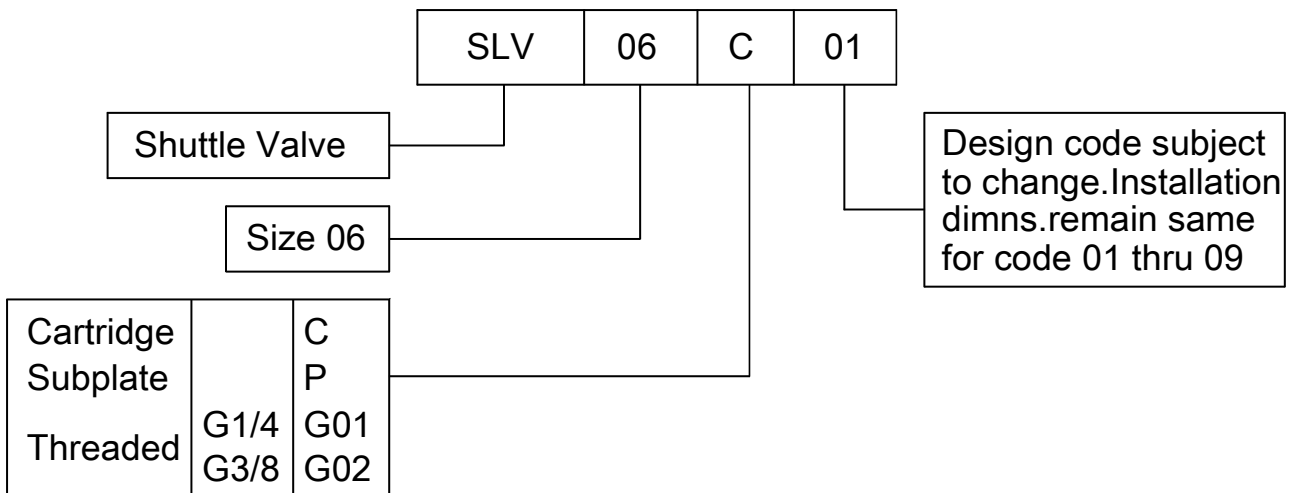 SLV 06 C 01
Shuttle Valve
Size 06
Design code subject
to change.Installation
dimns.remain same
for code 01 thru 09
Cartridge C
Subplate P
Threaded G1/4 G01
G3/8 G02